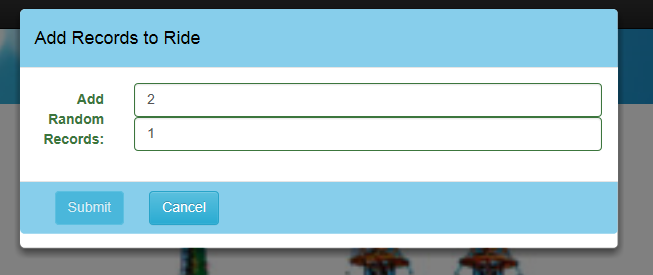 Add Records to Ride
Add
Random
Records:
2
1
Submit
Cancel